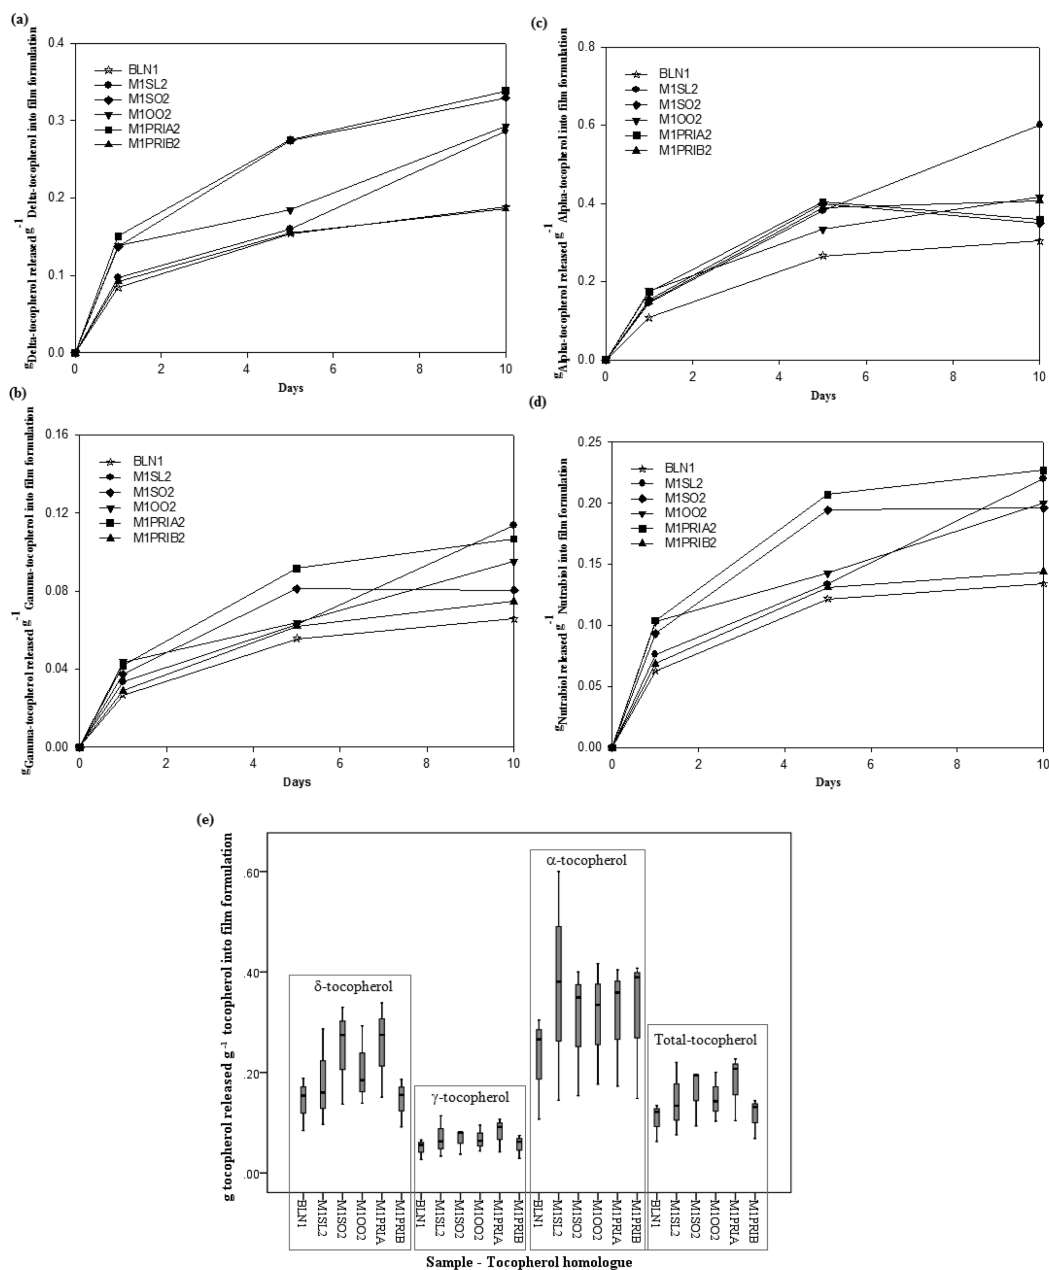 (a)
0.4
0.3
0.2
0.1
0.0
0 2 4 6 8 10
Days
gDelta-tocopherol released g-1 Delta-tocopherol into film formulation
BLN1
M1SL2
M1SO2
M1OO2
M1PRIA2
M1PRIB2
(c)
0.8
0.6
0.4
0.2
0.0
0 2 4 6 8 10
Days
gAlpha-tocopherol released g-1 Alpha-tocopherol into film formulation
BLN1
M1SL2
M1SO2
M1OO2
M1PRIA2
M1PRIB2
(b)
0.16
0.12
0.08
0.04
0.00
0 2 4 6 8 10
Days
gGamma-tocopherol released g-1 Gamma-tocopherol into film formulation
BLN1
M1SL2
M1SO2
M1OO2
M1PRIA2
M1PRIB2
(d)
0.25
0.20
0.15
0.10
0.05
0.00
0 2 4 6 8 10
Days
gNutrabiol released g-1 Nutrabiol into film formulation
BLN1
M1SL2
M1SO2
M1OO2
M1PRIA2
M1PRIB2
(e)
g tocopherol released g-1 tocopherol into film formulation
.60
.40
.20
.00
δ-tocopherol
γ-tocopherol
α-tocopherol
Total-tocopherol
BLN1
M1SL2
M1SO2
M1OO2
M1PRIA
M1PRIB
BLN1
M1SL2
M1SO2
M1OO2
M1PRIA
M1PRIB
BLN1
M1SL2
M1SO2
M1OO2
M1PRIA
M1PRIB
BLN1
M1SL2
M1SO2
M1OO2
M1PRIA
M1PRIB
Sample - Tocopherol homologue